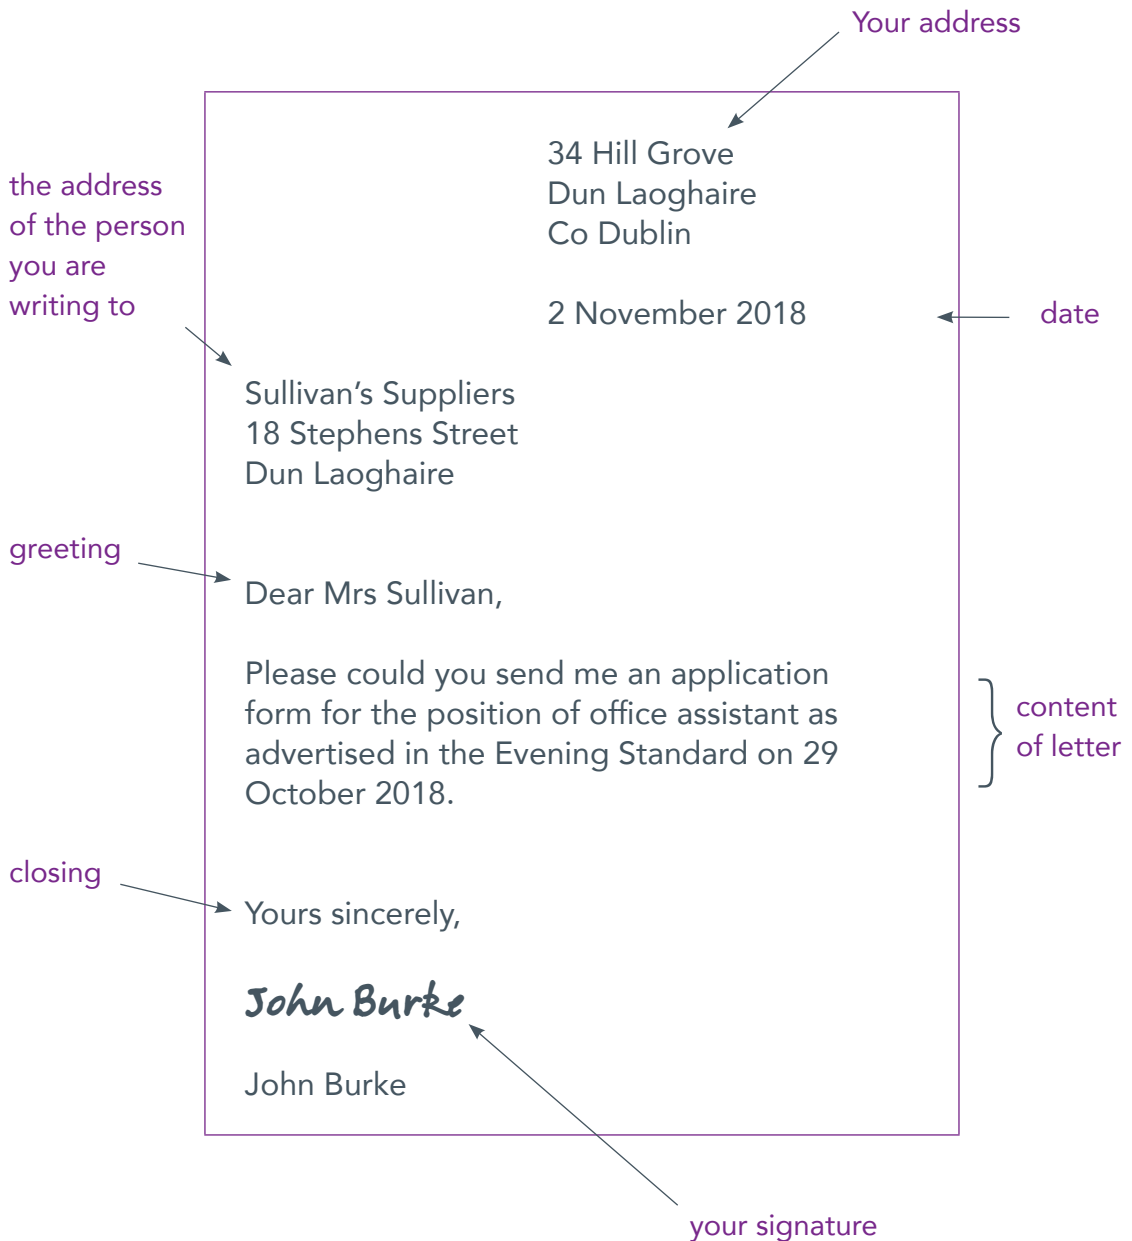 Your address
34 Hill Grove
Dun Laoghaire
Co Dublin
the address
of the person
you are
writing to
2 November 2018
date
Sullivan’s Suppliers
18 Stephens Street
Dun Laoghaire
greeting
Dear Mrs Sullivan,
Please could you send me an application
form for the position of office assistant as
advertised in the Evening Standard on 29
October 2018.
content
of letter
closing
Yours sincerely,
John Burke
John Burke
your signature